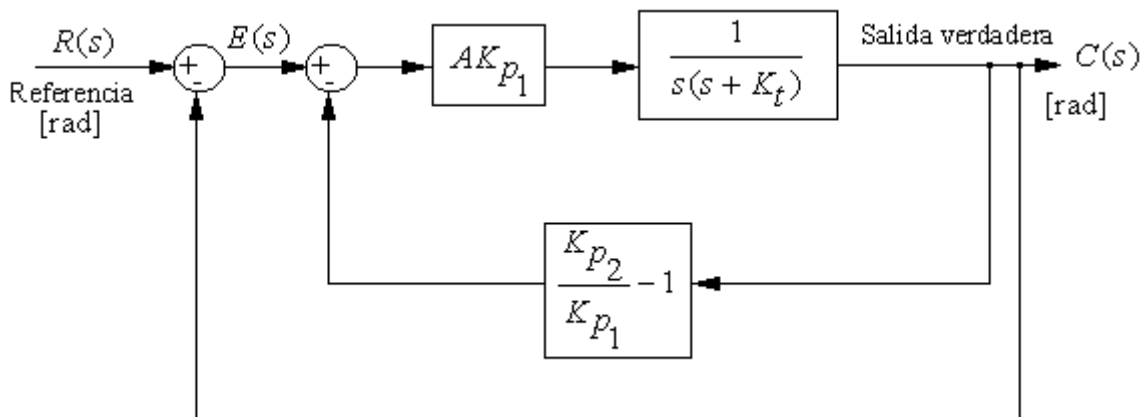 R(s)
Referencia
[rad]
+
-
E(s)
+
-
AK_{p_1}
1
s(s + K_t)
Salida verdadera
C(s)
[rad]
K_{p_2}
K_{p_1}
- 1